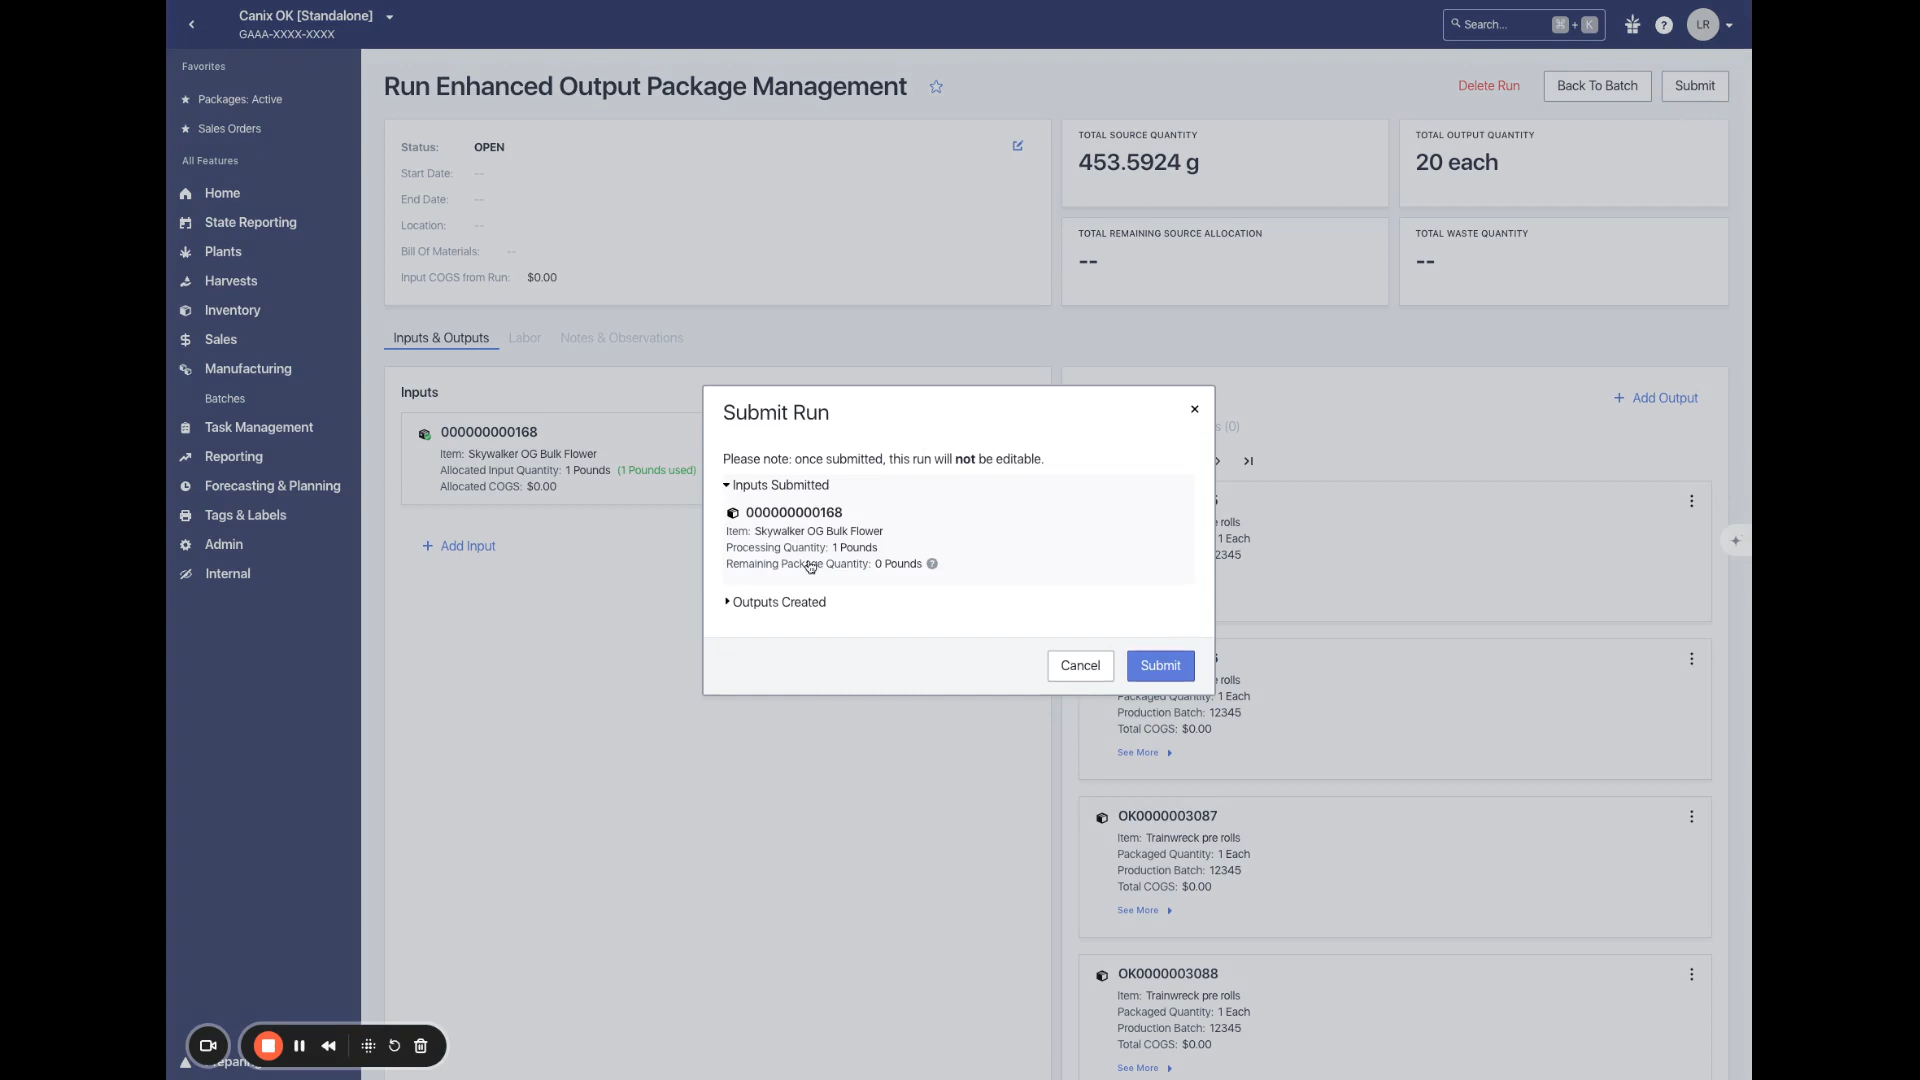 Canix OK [Standalone]
GAAA-XXXX-XXXX
Search... ⌘ + K
LR
Favorites
Packages: Active
Sales Orders
All Features
Home
State Reporting
Plants
Harvests
Inventory
Sales
Manufacturing
Batches
Task Management
Reporting
Forecasting & Planning
Tags & Labels
Admin
Internal
Run Enhanced Output Package Management
Delete Run
Back To Batch
Submit
Status: OPEN
Start Date: --
End Date: --
Location: --
Bill Of Materials: --
Input COGS from Run: $0.00
TOTAL SOURCE QUANTITY
453.5924 g
TOTAL OUTPUT QUANTITY
20 each
TOTAL REMAINING SOURCE ALLOCATION
--
TOTAL WASTE QUANTITY
--
Inputs & Outputs
Labor
Notes & Observations
Inputs
000000000168
Item: Skywalker OG Bulk Flower
Allocated Input Quantity: 1 Pounds (1 Pounds used)
Allocated COGS: $0.00
+ Add Input
Submit Run
×
Please note: once submitted, this run will not be editable.
Inputs Submitted
000000000168
Item: Skywalker OG Bulk Flower
Processing Quantity: 1 Pounds
Remaining Package Quantity: 0 Pounds ?
Outputs Created
Cancel
Submit
+ Add Output
(0)
rolls
1 Each
2345
rolls
Packaged Quantity: 1 Each
Production Batch: 12345
Total COGS: $0.00
See More
OK0000003087
Item: Trainwreck pre rolls
Packaged Quantity: 1 Each
Production Batch: 12345
Total COGS: $0.00
See More
OK0000003088
Item: Trainwreck pre rolls
Packaged Quantity: 1 Each
Production Batch: 12345
Total COGS: $0.00
See More